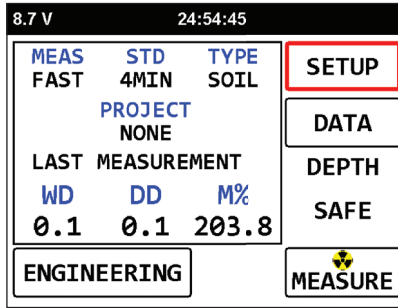 8.7 V 24:54:45
MEAS STD TYPE
FAST 4MIN SOIL
PROJECT
NONE
LAST MEASUREMENT
WD DD M%
0.1 0.1 203.8
ENGINEERING
SETUP
DATA
DEPTH
SAFE
MEASURE